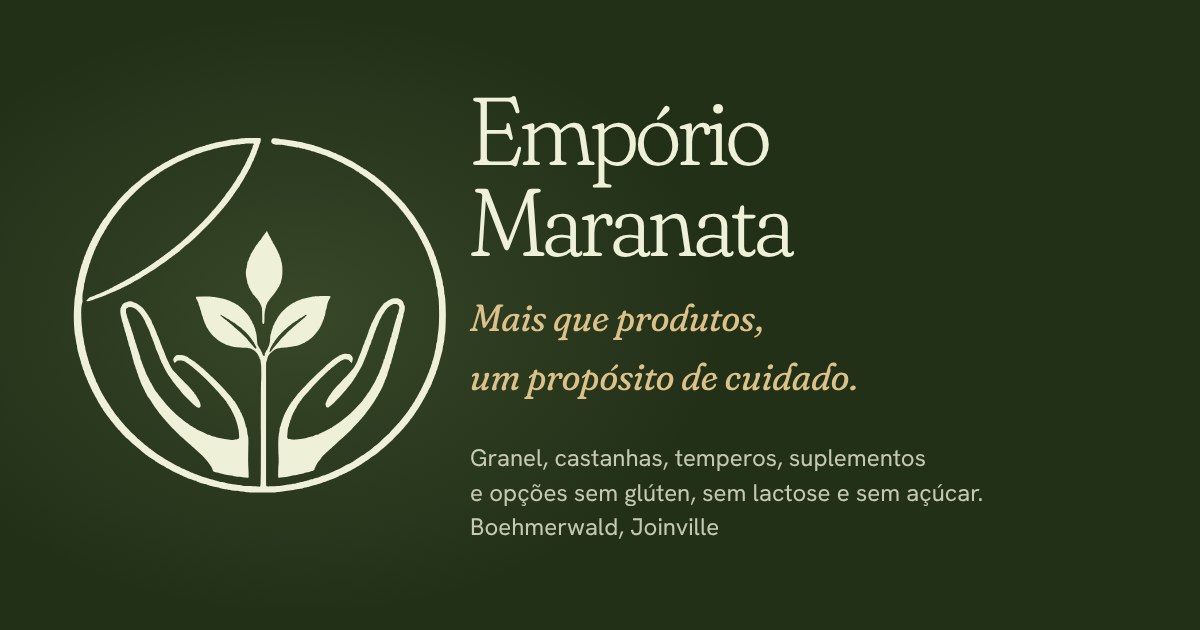 Empório
Maranata
Mais que produtos,
um propósito de cuidado.
Granel, castanhas, temperos, suplementos
e opções sem glúten, sem lactose e sem açúcar.
Boehmerwald, Joinville